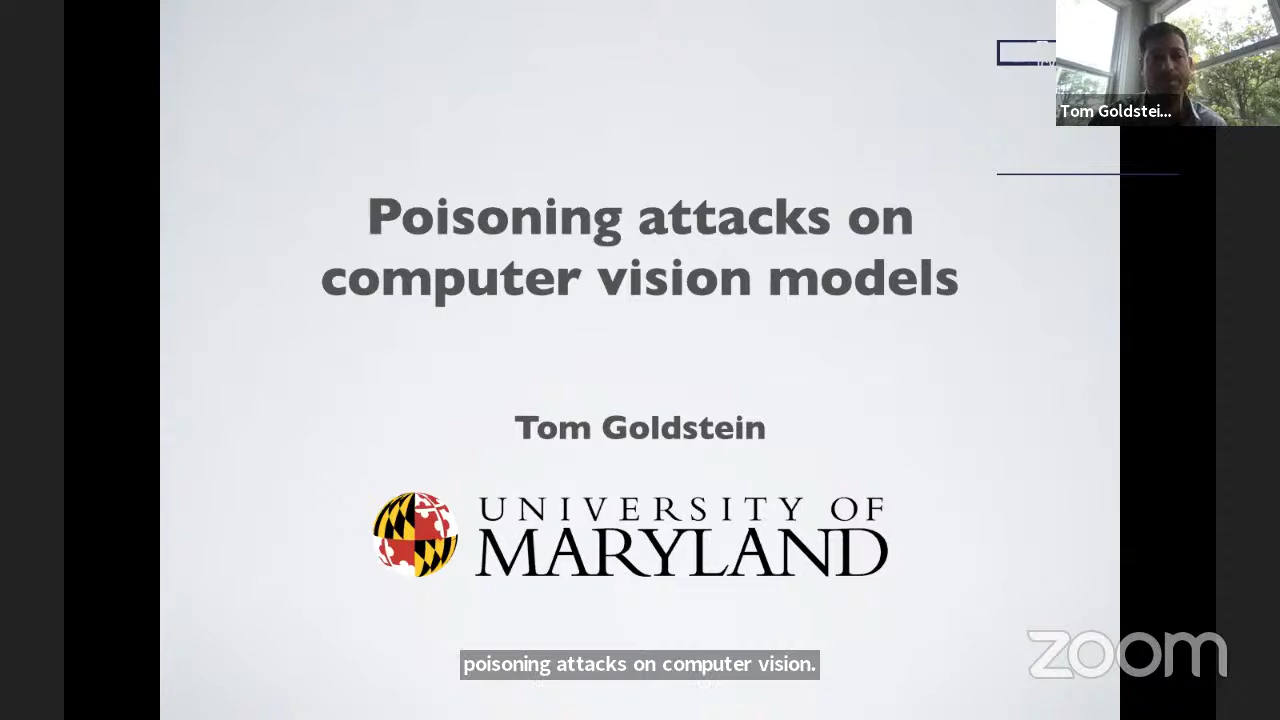 Tom Goldstei...
Poisoning attacks on
computer vision models
Tom Goldstein
UNIVERSITY OF
MARYLAND
poisoning attacks on computer vision.
zoom